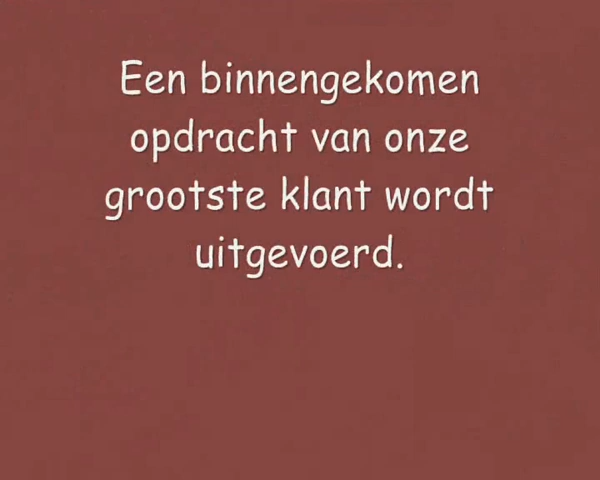 Een binnengekomen
opdracht van onze
grootste klant wordt
uitgevoerd.